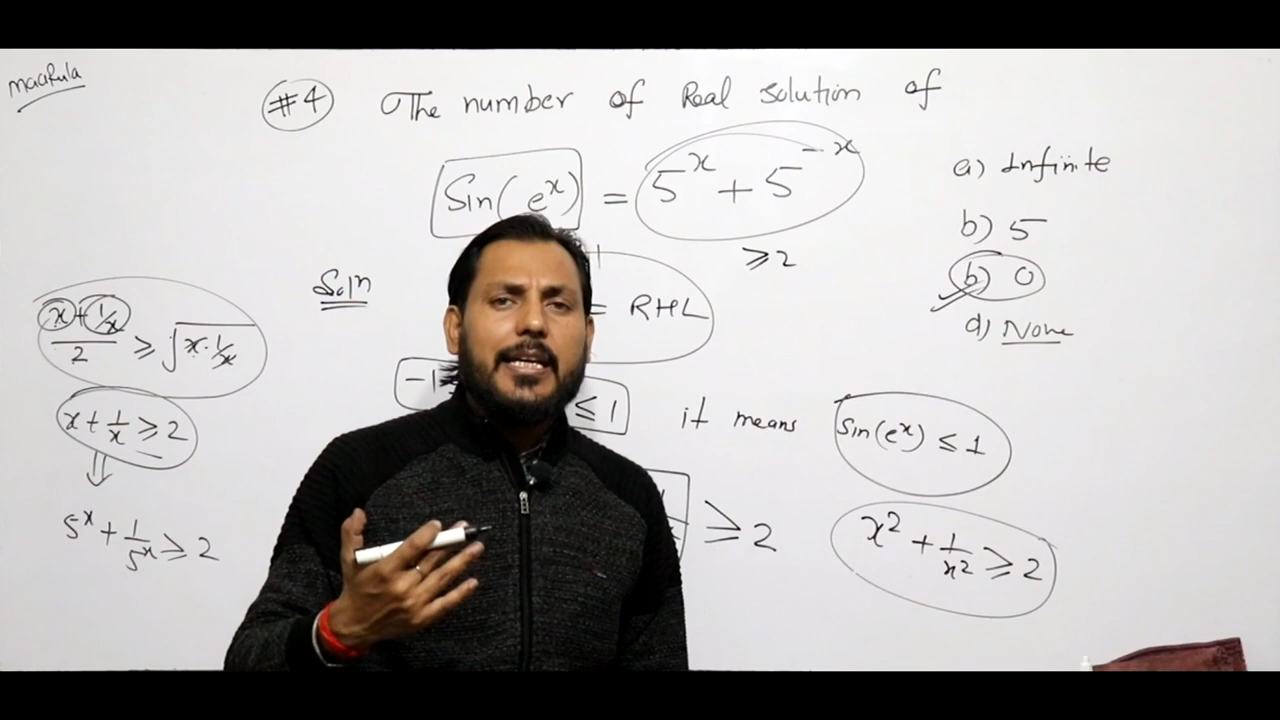 #4 The number of Real solution of
Sin(e^x) = 5^x + 5^-x
≥2
a) Infinite
b) 5
b) 0
d) None
Soln
= RHL
x + 1/x / 2 ≥ √x·1/x
x + 1/x ≥ 2
5^x + 1/5^x ≥ 2
-1
≤ 1 it means Sin(e^x) ≤ 1
≥ 2
x^2 + 1/x^2 ≥ 2